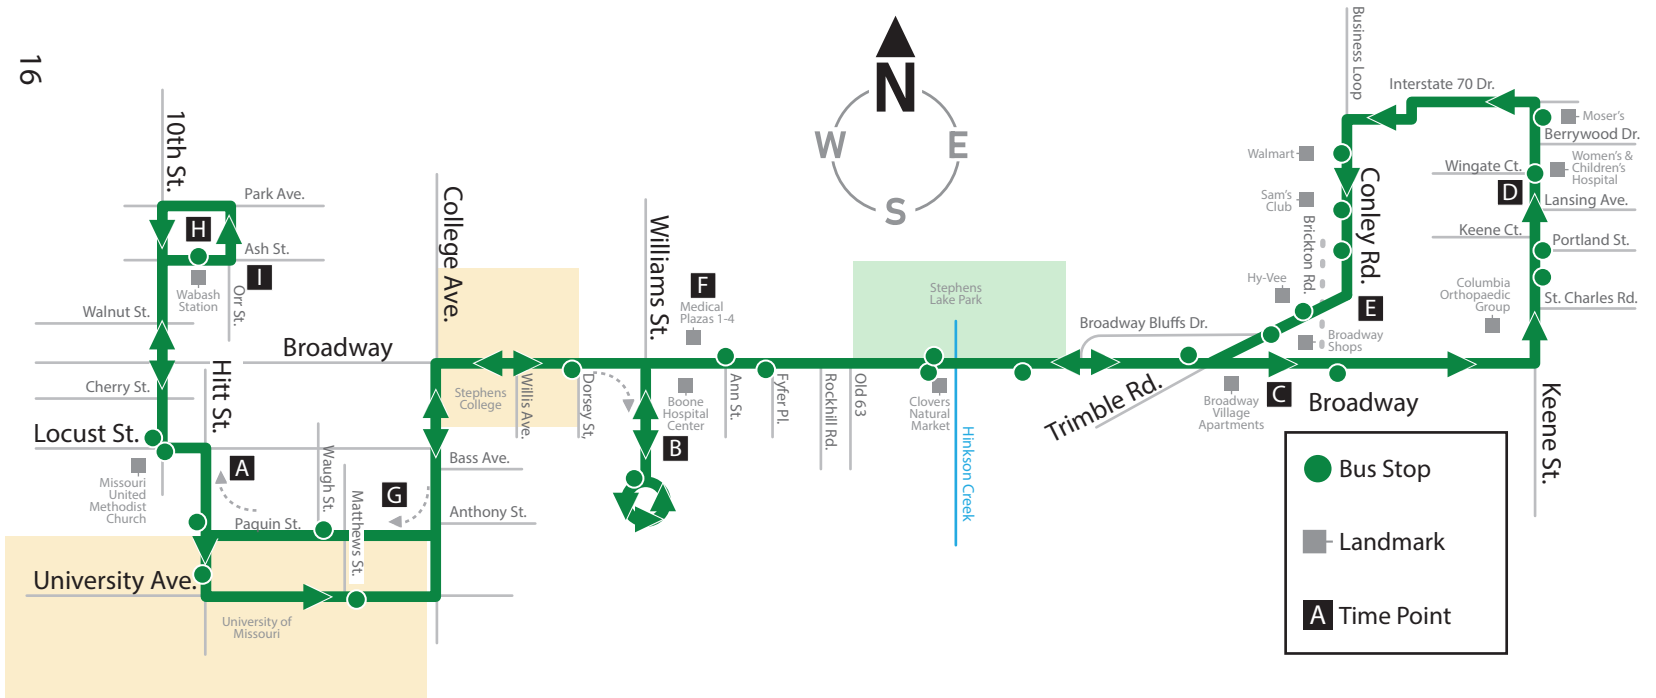 16
10th St.
Park Ave.
H
Ash St.
I
Wabash
Station
Orr St.
Walnut St.
Broadway
Cherry St.
Hitt St.
Locust St.
A
Missouri
United
Methodist
Church
Paquin St.
Waugh St.
Matthews St.
G
University Ave.
University of
Missouri
College Ave.
Stephens
College
Willis Ave.
Dorsey St,
Bass Ave.
Anthony St.
Williams St.
F
Medical
Plazas 1-4
Boone
Hospital
Center
B
Ann St.
Fyfer Pl.
Rockhill Rd.
Old 63
N
W
E
S
Stephens
Lake Park
Clovers
Natural
Market
Hinkson Creek
Broadway Bluffs Dr.
Trimble Rd.
Broadway
Village
Apartments
C
Broadway
Business Loop
Interstate 70 Dr.
Walmart
Sam's
Club
Brickton Rd.
Conley Rd.
Hy-Vee
E
Broadway
Shops
Moser's
Berrywood Dr.
Wingate Ct.
Women's &
Children's
Hospital
D
Lansing Ave.
Keene Ct.
Portland St.
Columbia
Orthopaedic
Group
St. Charles Rd.
Keene St.
Bus Stop
Landmark
A Time Point